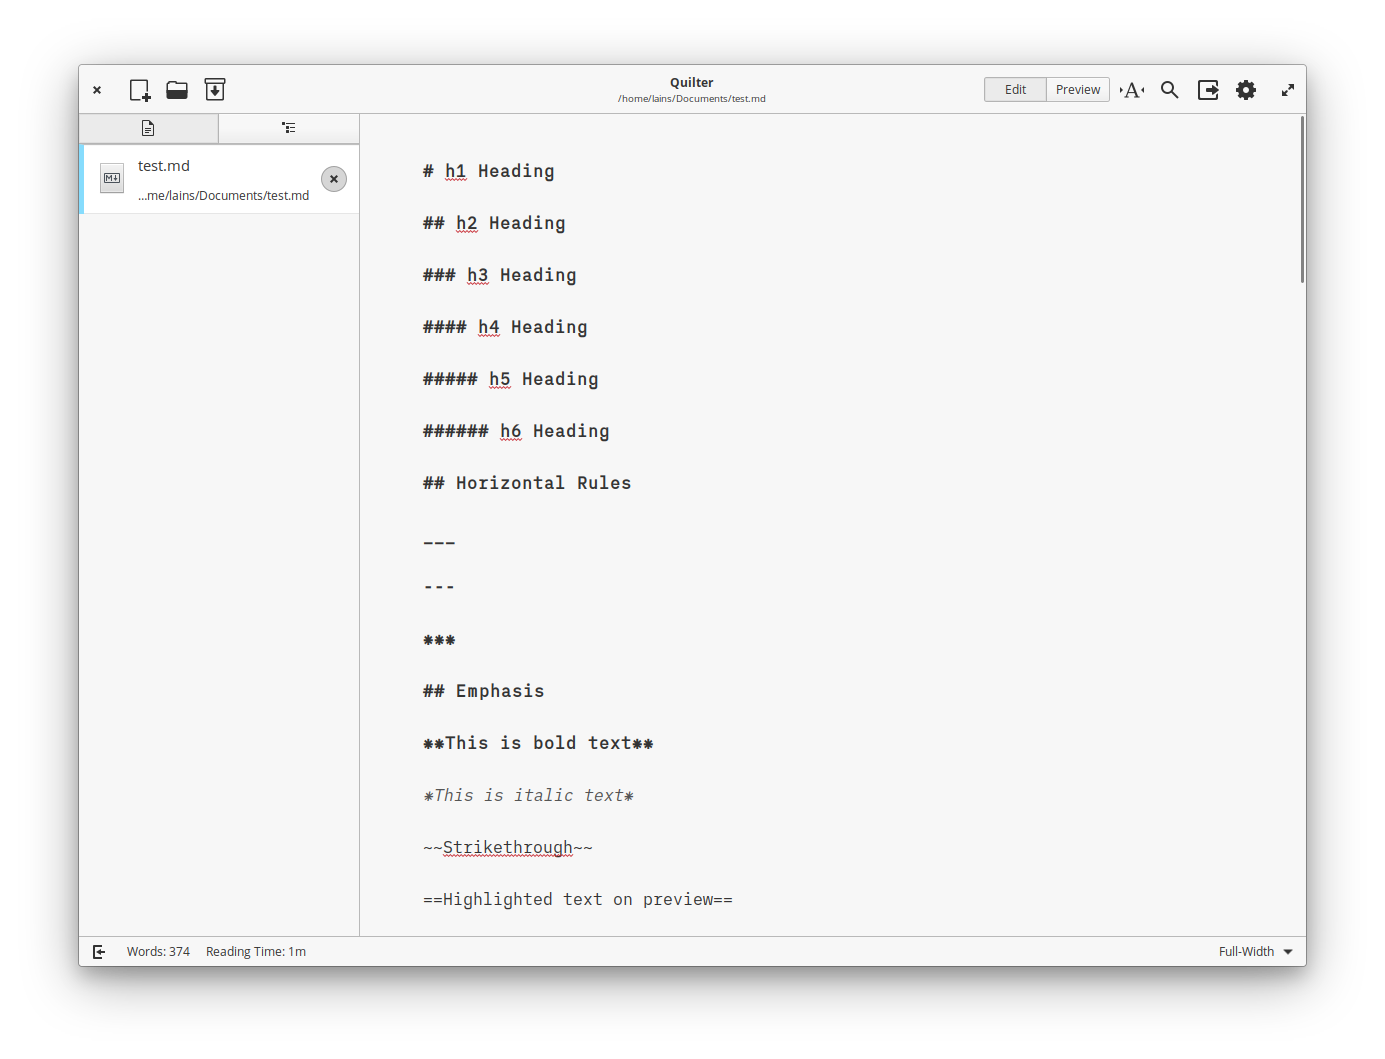 Quilter
/home/lains/Documents/test.md
Edit
Preview
A
test.md
M↓
...me/lains/Documents/test.md
# h1 Heading
## h2 Heading
### h3 Heading
#### h4 Heading
##### h5 Heading
###### h6 Heading
## Horizontal Rules
---
---
***
## Emphasis
**This is bold text**
*This is italic text*
~~Strikethrough~~
==Highlighted text on preview==
Words: 374
Reading Time: 1m
Full-Width